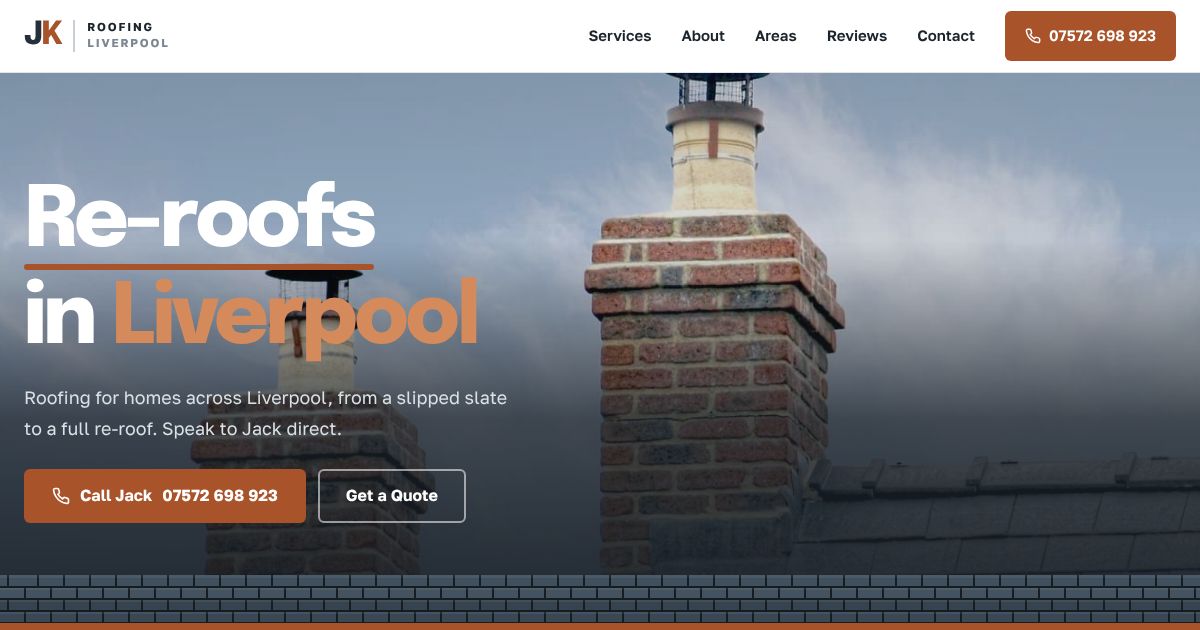 JK
ROOFING
LIVERPOOL
Services
About
Areas
Reviews
Contact
07572 698 923
Re-roofs
in Liverpool
Roofing for homes across Liverpool, from a slipped slate
to a full re-roof. Speak to Jack direct.
Call Jack 07572 698 923
Get a Quote